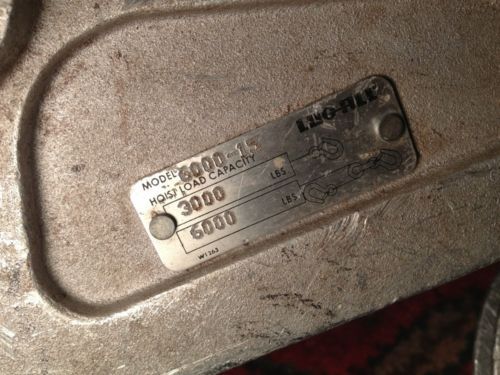 LUG-ALL
MODEL 6000-15
HOIST LOAD CAPACITY
3000 LBS
6000 LBS
W1263